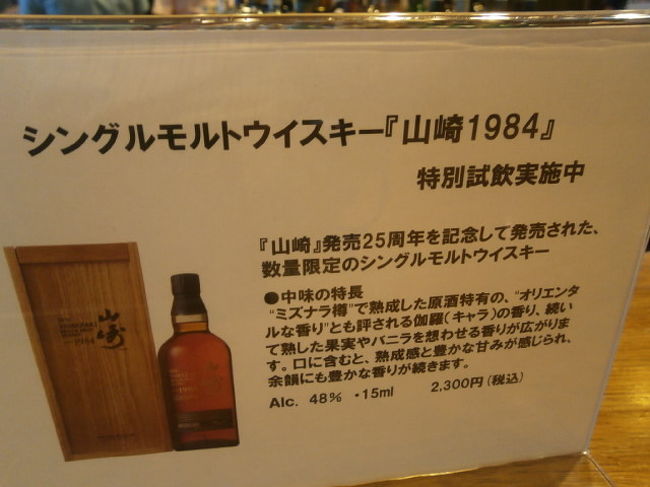 シングルモルトウイスキー『山崎1984』
特別試飲実施中
『山崎』発売25周年を記念して発売された、
数量限定のシングルモルトウイスキー
●中味の特長
“ミズナラ樽”で熟成した原酒特有の、“オリエンタ
ルな香り”とも評される伽羅(キャラ)の香り、続い
て熟した果実やバニラを想わせる香りが広がりま
す。口に含むと、熟成感と豊かな甘みが感じられ、
余韻にも豊かな香りが続きます。
Alc. 48% ・15ml 2,300円(税込)
山崎
1984